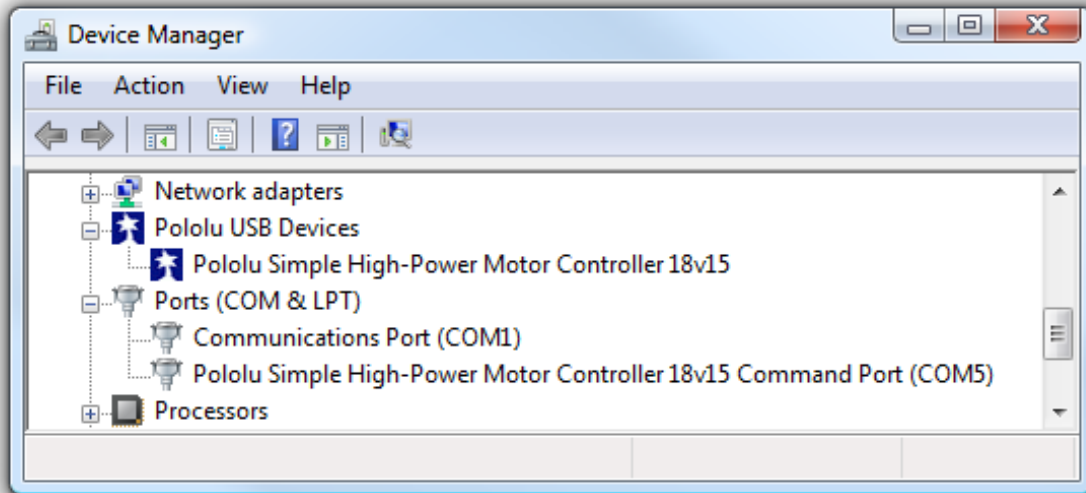 Device Manager
File Action View Help
Network adapters
Pololu USB Devices
Pololu Simple High-Power Motor Controller 18v15
Ports (COM & LPT)
Communications Port (COM1)
Pololu Simple High-Power Motor Controller 18v15 Command Port (COM5)
Processors